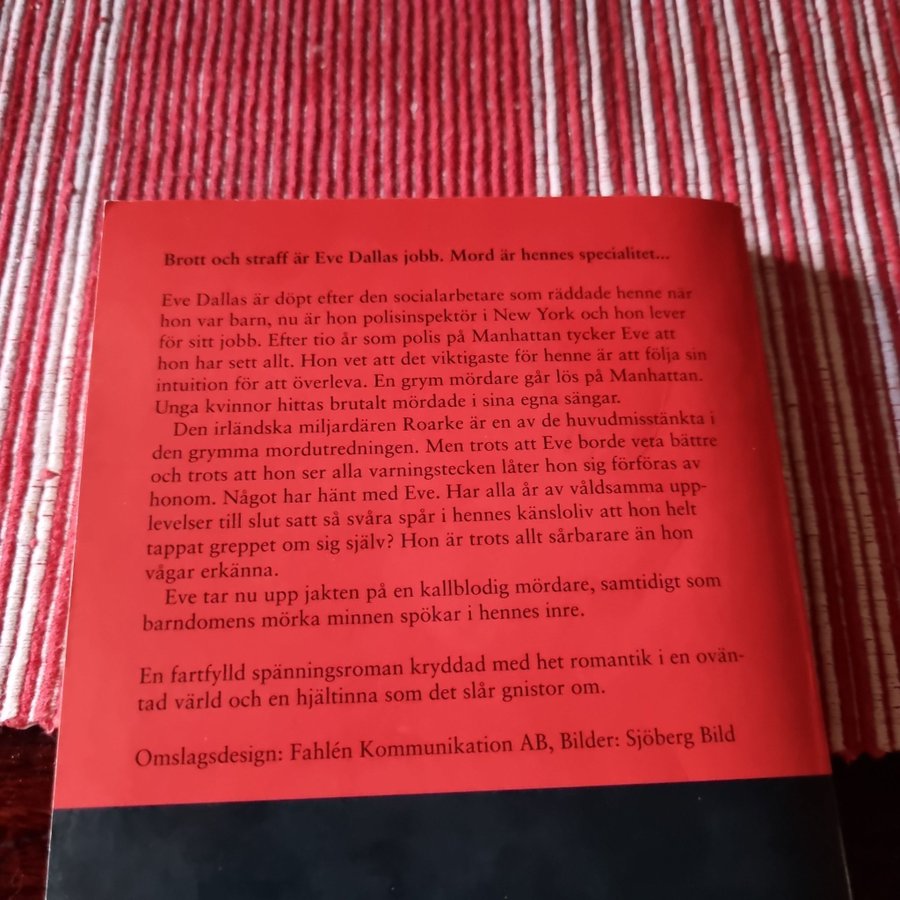 Brott och straff är Eve Dallas jobb. Mord är hennes specialitet...
Eve Dallas är döpt efter den socialarbetare som räddade henne när
hon var barn, nu är hon polisinspektör i New York och hon lever
för sitt jobb. Efter tio år som polis på Manhattan tycker Eve att
hon har sett allt. Hon vet att det viktigaste för henne är att följa sin
intuition för att överleva. En grym mördare går lös på Manhattan.
Unga kvinnor hittas brutalt mördade i sina egna sängar.
Den irländska miljardären Roarke är en av de huvudmisstänkta i
den grymma mordutredningen. Men trots att Eve borde veta bättre
och trots att hon ser alla varningstecken låter hon sig förföras av
honom. Något har hänt med Eve. Har alla år av våldsamma upp-
levelser till slut satt så svåra spår i hennes känsloliv att hon helt
tappat greppet om sig själv? Hon är trots allt sårbarare än hon
vågar erkänna.
Eve tar nu upp jakten på en kallblodig mördare, samtidigt som
barndomens mörka minnen spökar i hennes inre.
En fartfylld spänningsroman kryddad med het romantik i en ovän-
tad värld och en hjältinna som det slår gnistor om.
Omslagsdesign: Fahlén Kommunikation AB, Bilder: Sjöberg Bild